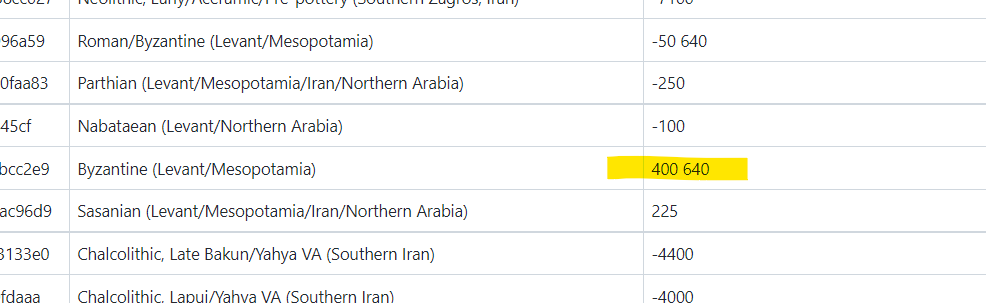 Neolithic, Early/Aceramic/Pre-pottery (Southern Zagros, Iran) -7100
96a59 Roman/Byzantine (Levant/Mesopotamia) -50 640
0faa83 Parthian (Levant/Mesopotamia/Iran/Northern Arabia) -250
45cf Nabataean (Levant/Northern Arabia) -100
bcc2e9 Byzantine (Levant/Mesopotamia) 400 640
ac96d9 Sasanian (Levant/Mesopotamia/Iran/Northern Arabia) 225
3133e0 Chalcolithic, Late Bakun/Yahya VA (Southern Iran) -4400
fdaaa Chalcolithic, Lapui/Yahya VA (Southern Iran) -4000